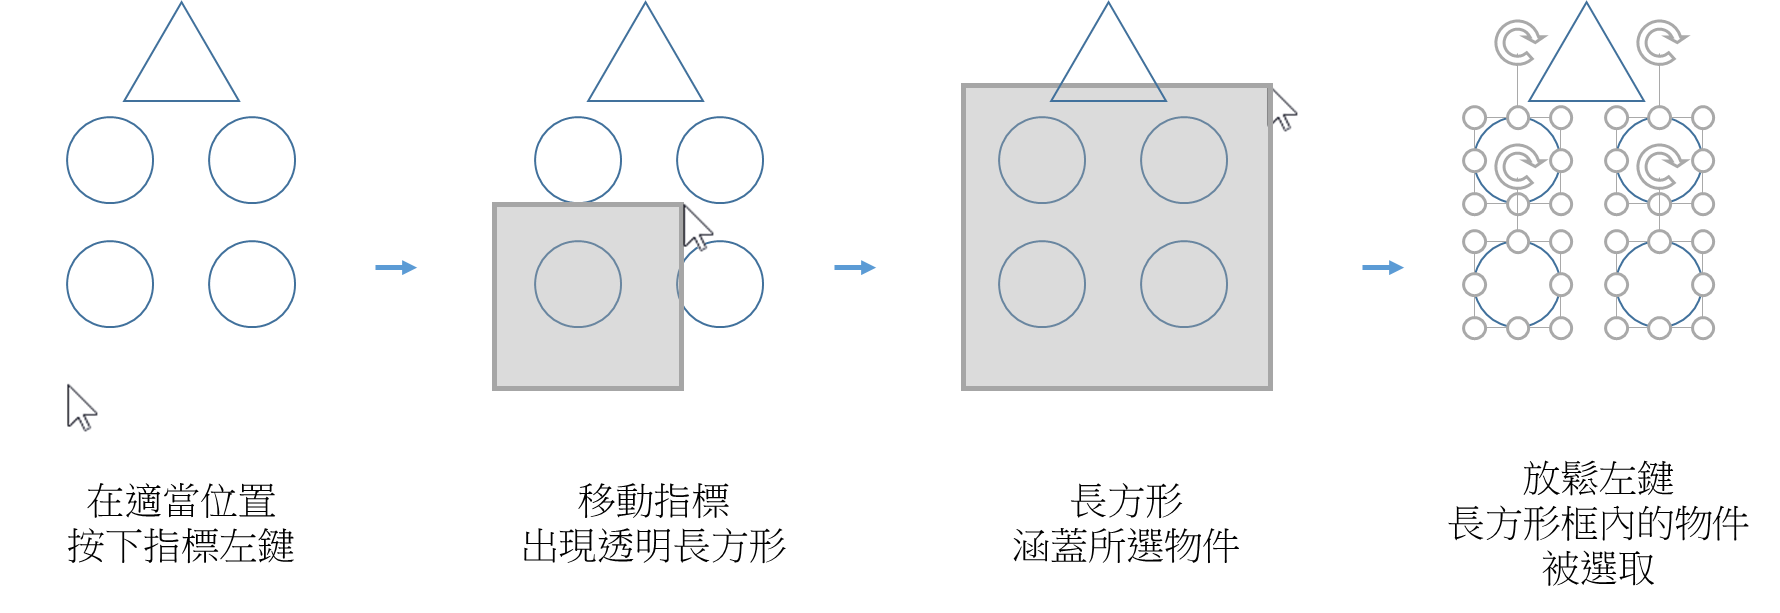 在適當位置
按下指標左鍵
移動指標
出現透明長方形
長方形
涵蓋所選物件
放鬆左鍵
長方形框內的物件
被選取